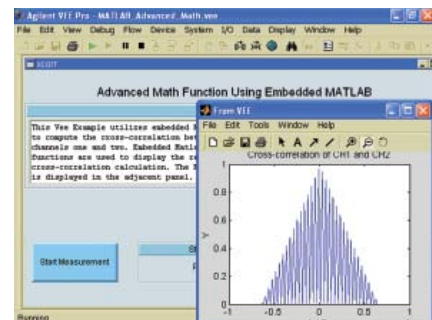 Agilent VEE Pro - MATLAB_Advanced_Math.vee
File Edit View Debug Flow Device System I/O Data Display Window Help
Advanced Math Function Using Embedded MATLAB
This Vee Example utilizes embedded
to compute the cross-correlation bet
channels one and two. Embedded Matl
functions are used to display the re
cross-correlation calculation. The
is displayed in the adjacent panel.
Start Measurement
From VEE
File Edit Tools Window Help
Cross-correlation of CH1 and CH2
1
0.8
0.6
Y
0.4
0.2
0
-1 -0.5 0 0.5 1
Running